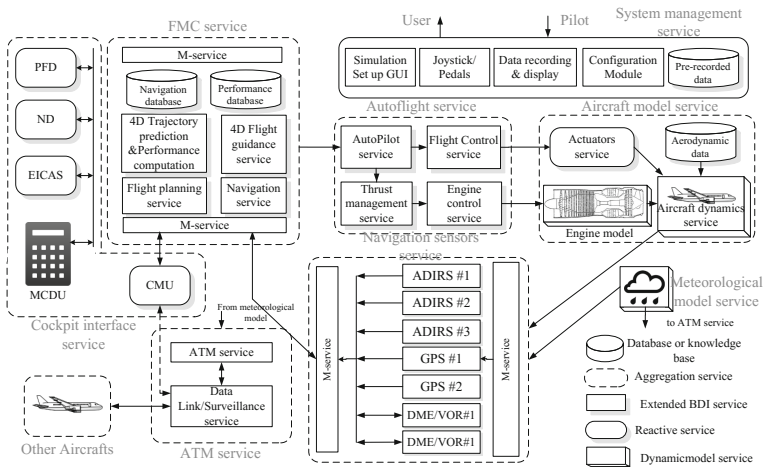 FMC service
User
Pilot
System management
service
PFD
ND
EICAS
MCDU
Cockpit interface
service
M-service
Navigation
database
Performance
database
4D Trajectory
prediction
&Performance
computation
4D Flight
guidance
service
Flight planning
service
Navigation
service
M-service
CMU
Simulation
Set up GUI
Joystick/
Pedals
Data recording
& display
Configuration
Module
Pre-recorded
data
Autoflight service
AutoPilot
service
Flight Control
service
Thrust
management
service
Engine
control
service
Aircraft model service
Actuators
service
Aerodynamic
data
Engine model
Aircraft dynamics
service
Navigation sensors
service
M-service
ADIRS #1
ADIRS #2
ADIRS #3
GPS #1
GPS #2
DME/VOR#1
DME/VOR#1
M-service
From meteorological
model
ATM service
Data
Link/Surveillance
service
ATM service
Other Aircrafts
Meteorological
model service
to ATM service
Database or knowledge
base
Aggregation service
Extended BDI service
Reactive service
Dynamicmodel service